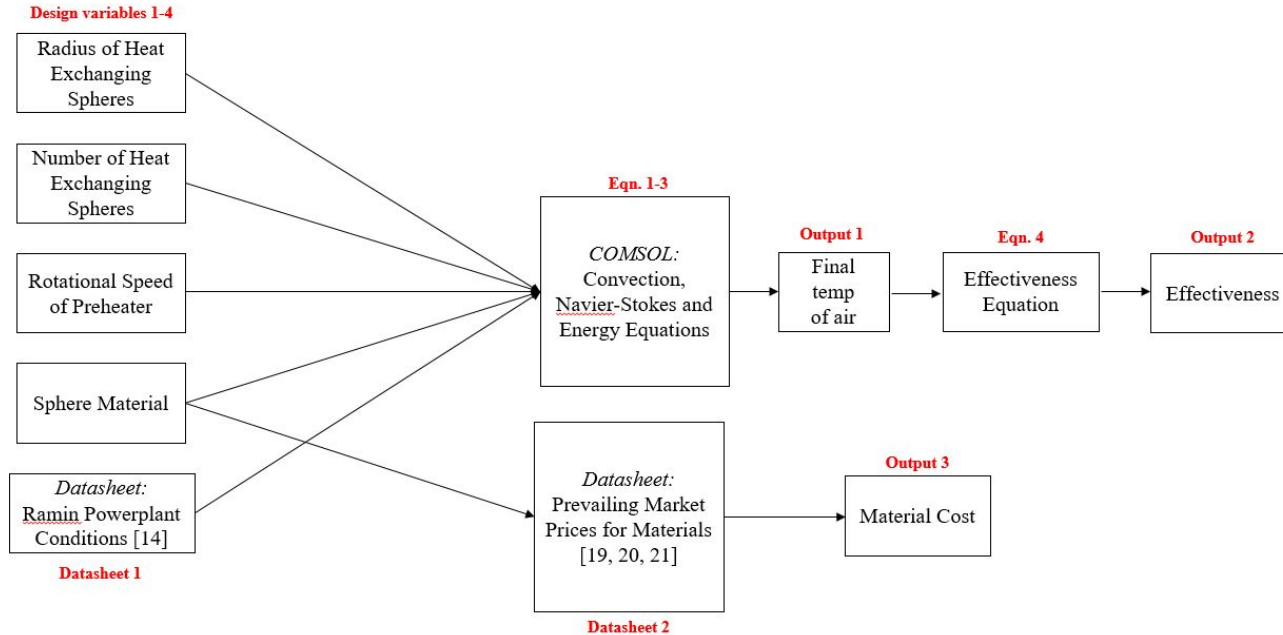 Design variables 1-4
Radius of Heat
Exchanging
Spheres
Number of Heat
Exchanging
Spheres
Rotational Speed
of Preheater
Sphere Material
Datasheet:
Ramin Powerplant
Conditions [14]
Datasheet 1
Eqn. 1-3
COMSOL:
Convection,
Navier-Stokes and
Energy Equations
Output 1
Final
temp
of air
Eqn. 4
Effectiveness
Equation
Output 2
Effectiveness
Datasheet:
Prevailing Market
Prices for Materials
[19, 20, 21]
Datasheet 2
Output 3
Material Cost